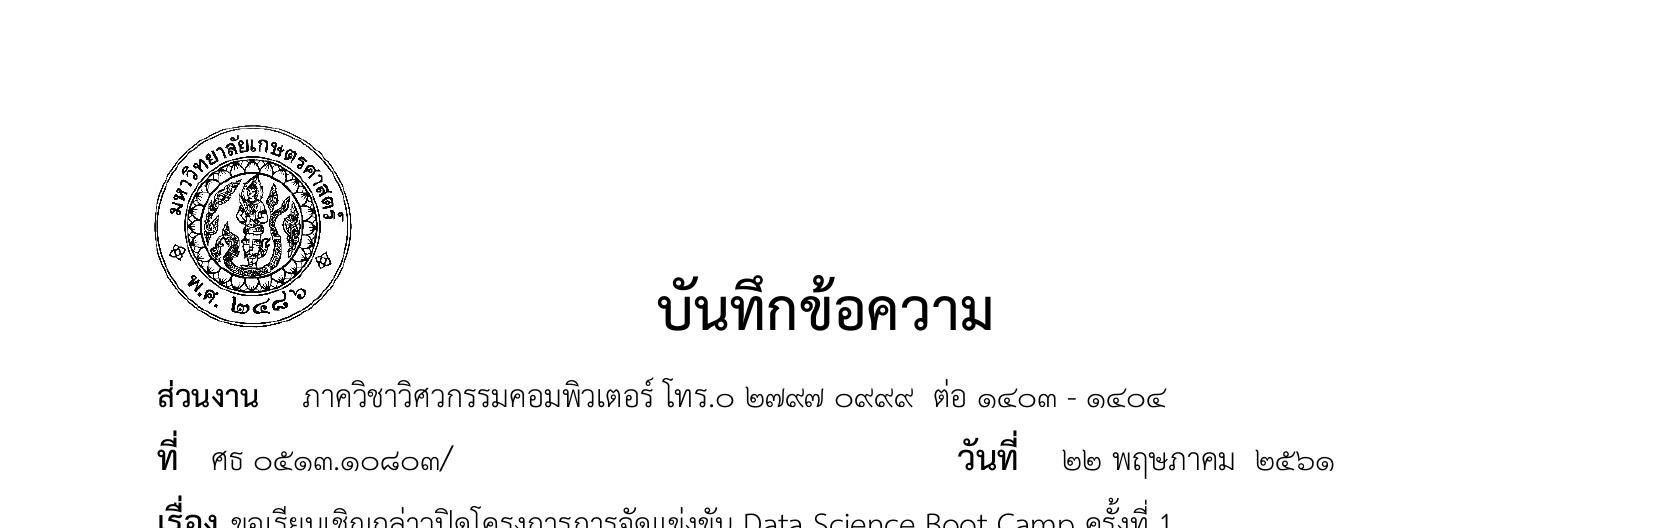 มหาวิทยาลัยเกษตรศาสตร์
พ.ศ. ๒๔๘๖
บันทึกข้อความ
ส่วนงาน ภาควิชาวิศวกรรมคอมพิวเตอร์ โทร.๐ ๒๗๙๗ ๐๙๙๙ ต่อ ๑๔๐๓ - ๑๔๐๔
ที่ ศธ ๐๕๑๓.๑๐๘๐๓/ วันที่ ๒๒ พฤษภาคม ๒๕๖๑
เรื่อง ขอเรียนเชิญกล่าวปิดโครงการการจัดแข่งขัน Data Science Boot Camp ครั้งที่ 1